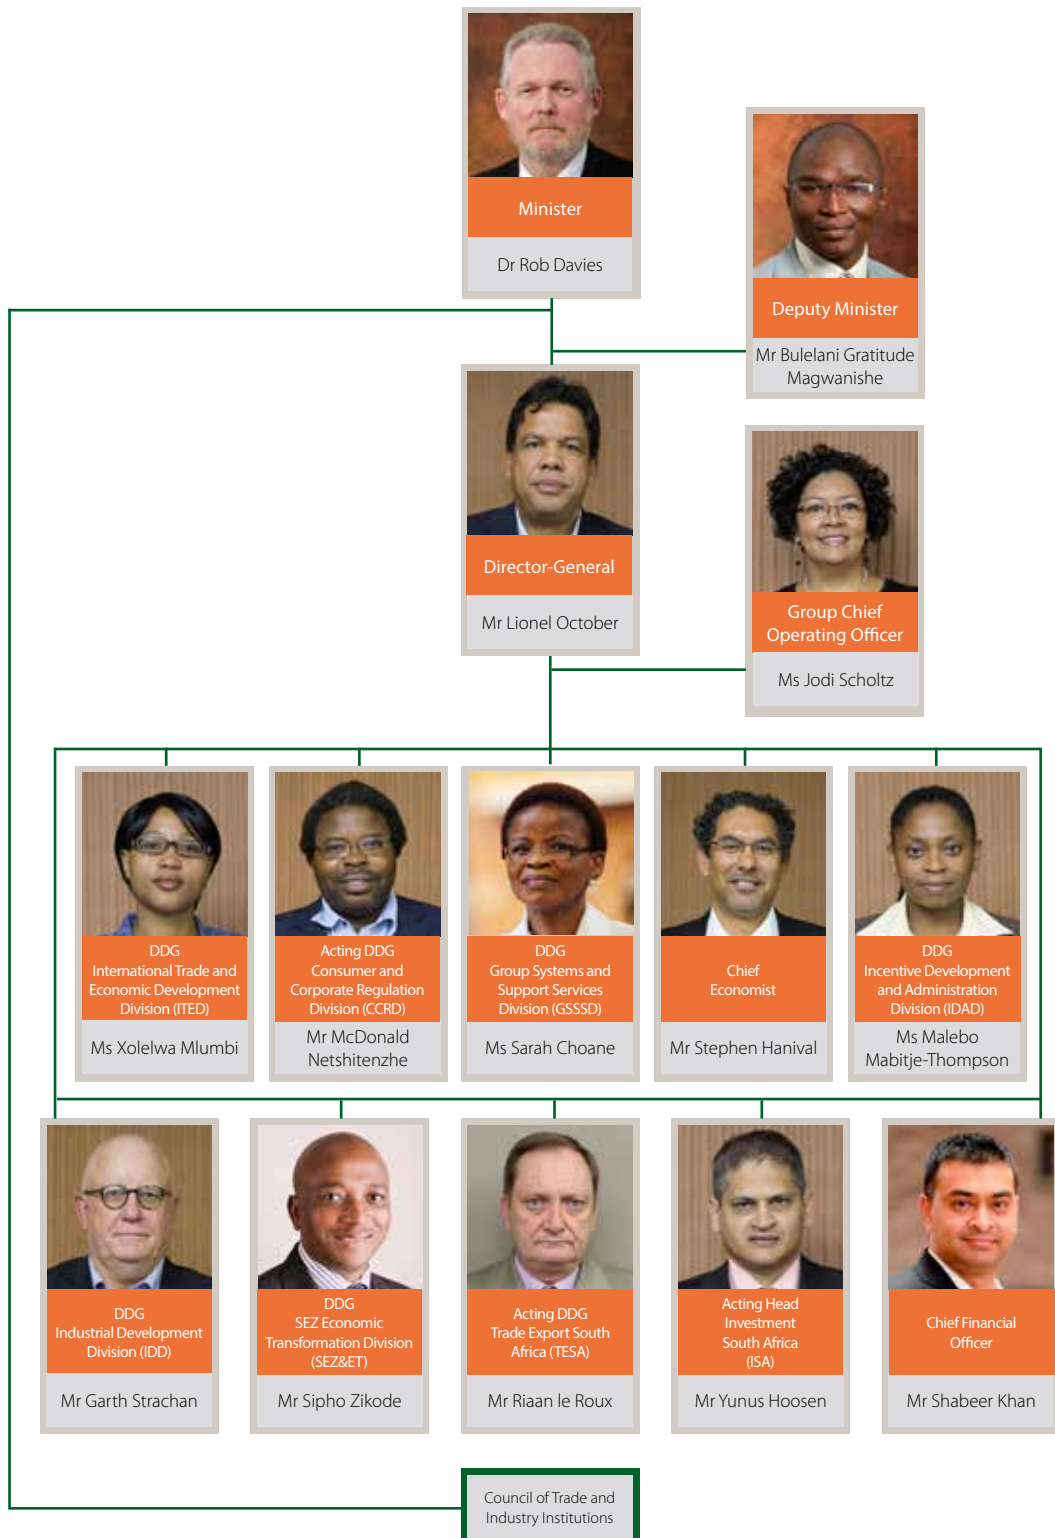 Minister
Dr Rob Davies
Deputy Minister
Mr Bulelani Gratitude
Magwanishe
Director-General
Mr Lionel October
Group Chief
Operating Officer
Ms Jodi Scholtz
DDG
International Trade and
Economic Development
Division (ITED)
Ms Xolelwa Mlumbi
Acting DDG
Consumer and
Corporate Regulation
Division (CCRD)
Mr McDonald
Netshitenzhe
DDG
Group Systems and
Support Services
Division (GSSSD)
Ms Sarah Choane
Chief
Economist
Mr Stephen Hanival
DDG
Incentive Development
and Administration
Division (IDAD)
Ms Malebo
Mabitje-Thompson
DDG
Industrial Development
Division (IDD)
Mr Garth Strachan
DDG
SEZ Economic
Transformation Division
(SEZ&ET)
Mr Sipho Zikode
Acting DDG
Trade Export South
Africa (TESA)
Mr Riaan le Roux
Acting Head
Investment
South Africa
(ISA)
Mr Yunus Hoosen
Chief Financial
Officer
Mr Shabeer Khan
Council of Trade and
Industry Institutions